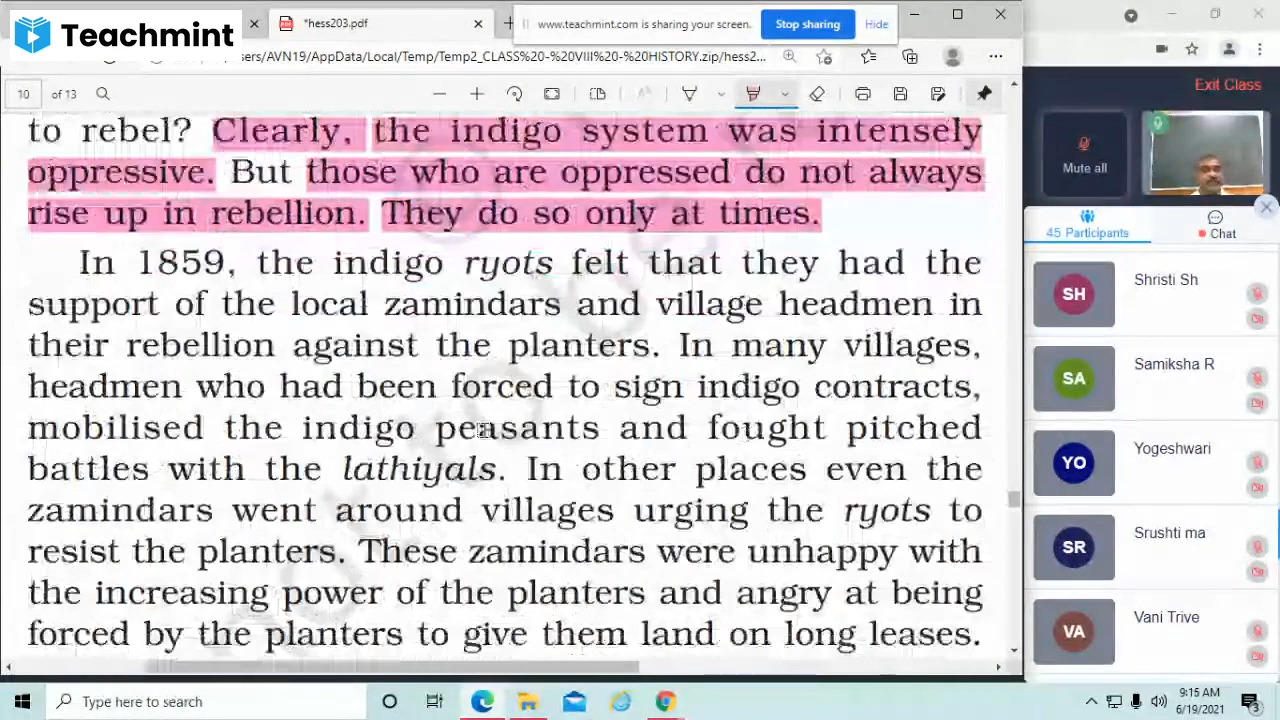 Teachmint
*hess203.pdf
www.teachmint.com is sharing your screen.
Stop sharing
Hide
ers/AVN19/AppData/Local/Temp/Temp2_CLASS%20-%20VIII%20-%20HISTORY.zip/hess2...
10 of 13
to rebel? Clearly, the indigo system was intensely
oppressive. But those who are oppressed do not always
rise up in rebellion. They do so only at times.
In 1859, the indigo ryots felt that they had the
support of the local zamindars and village headmen in
their rebellion against the planters. In many villages,
headmen who had been forced to sign indigo contracts,
mobilised the indigo peasants and fought pitched
battles with the lathiyals. In other places even the
zamindars went around villages urging the ryots to
resist the planters. These zamindars were unhappy with
the increasing power of the planters and angry at being
forced by the planters to give them land on long leases.
Exit Class
Mute all
45 Participants
Chat
SH Shristi Sh
SA Samiksha R
YO Yogeshwari
SR Srushti ma
VA Vani Trive
Type here to search
9:15 AM
6/19/2021
3